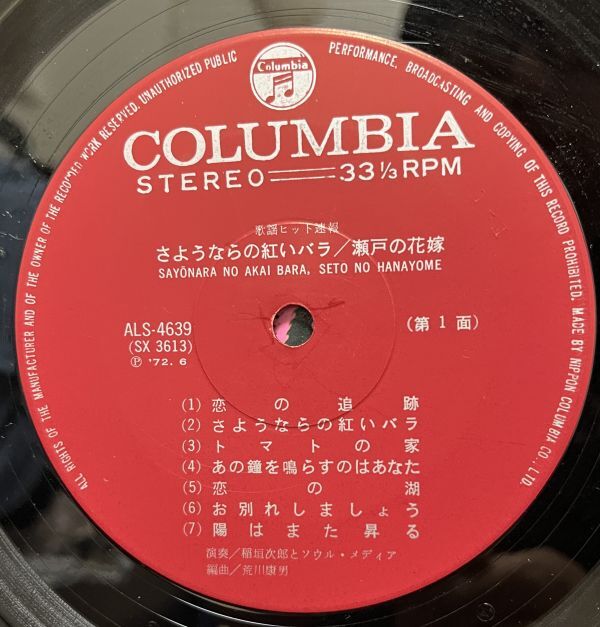 ALL RIGHTS OF THE MANUFACTURER AND OF THE OWNER OF THE RECORDED WORK RESERVED. UNAUTHORIZED PUBLIC PERFORMANCE, BROADCASTING AND COPYING OF THIS RECORD PROHIBITED. MADE BY NIPPON COLUMBIA CO., LTD.
Columbia
COLUMBIA
STEREO 33⅓ RPM
歌謡ヒット速報
さようならの紅いバラ/瀬戸の花嫁
SAYŌNARA NO AKAI BARA, SETO NO HANAYOME
ALS-4639
(SX 3613)
Ⓟ '72. 6
(第1面)
(1) 恋の追跡
(2) さようならの紅いバラ
(3) トマトの家
(4) あの鐘を鳴らすのはあなた
(5) 恋の湖
(6) お別れしましょう
(7) 陽はまた昇る
演奏/稲垣次郎とソウル・メディア
編曲/荒川康男